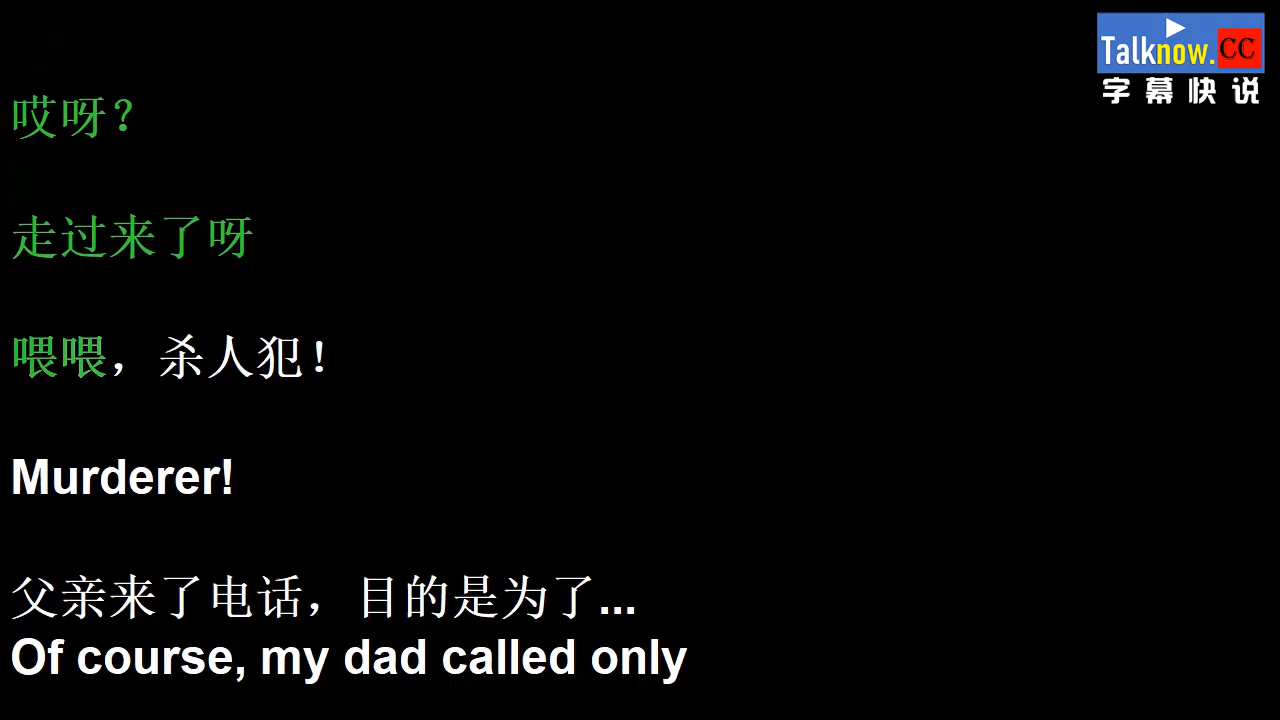 Talknow.CC
字幕快说
哎呀?
走过来了呀
喂喂，杀人犯!
Murderer!
父亲来了电话，目的是为了...
Of course, my dad called only